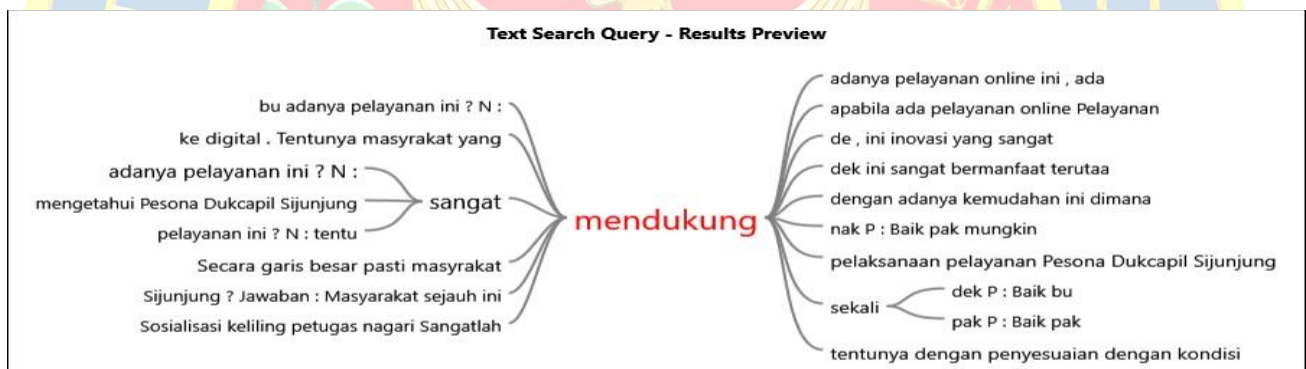 Text Search Query - Results Preview
bu adanya pelayanan ini ? N :
ke digital . Tentunya masyrakat yang
adanya pelayanan ini ? N :
mengetahui Pesona Dukcapil Sijunjung
pelayanan ini ? N : tentu
sangat
Secara garis besar pasti masyrakat
Sijunjung ? Jawaban : Masyarakat sejauh ini
Sosialisasi keliling petugas nagari Sangatlah
mendukung
adanya pelayanan online ini , ada
apabila ada pelayanan online Pelayanan
de , ini inovasi yang sangat
dek ini sangat bermanfaat terutaa
dengan adanya kemudahan ini dimana
nak P : Baik pak mungkin
pelaksanaan pelayanan Pesona Dukcapil Sijunjung
sekali
dek P : Baik bu
pak P : Baik pak
tentunya dengan penyesuaian dengan kondisi